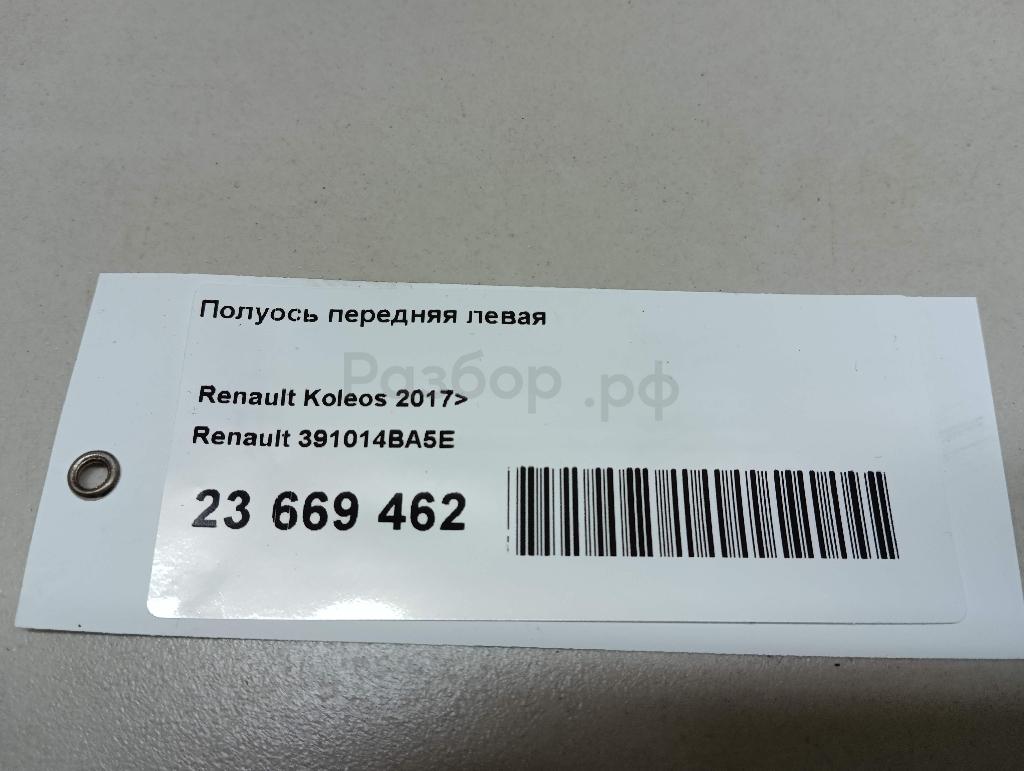 Полуось передняя левая
Разбор.рф
Renault Koleos 2017>
Renault 391014BA5E
23 669 462